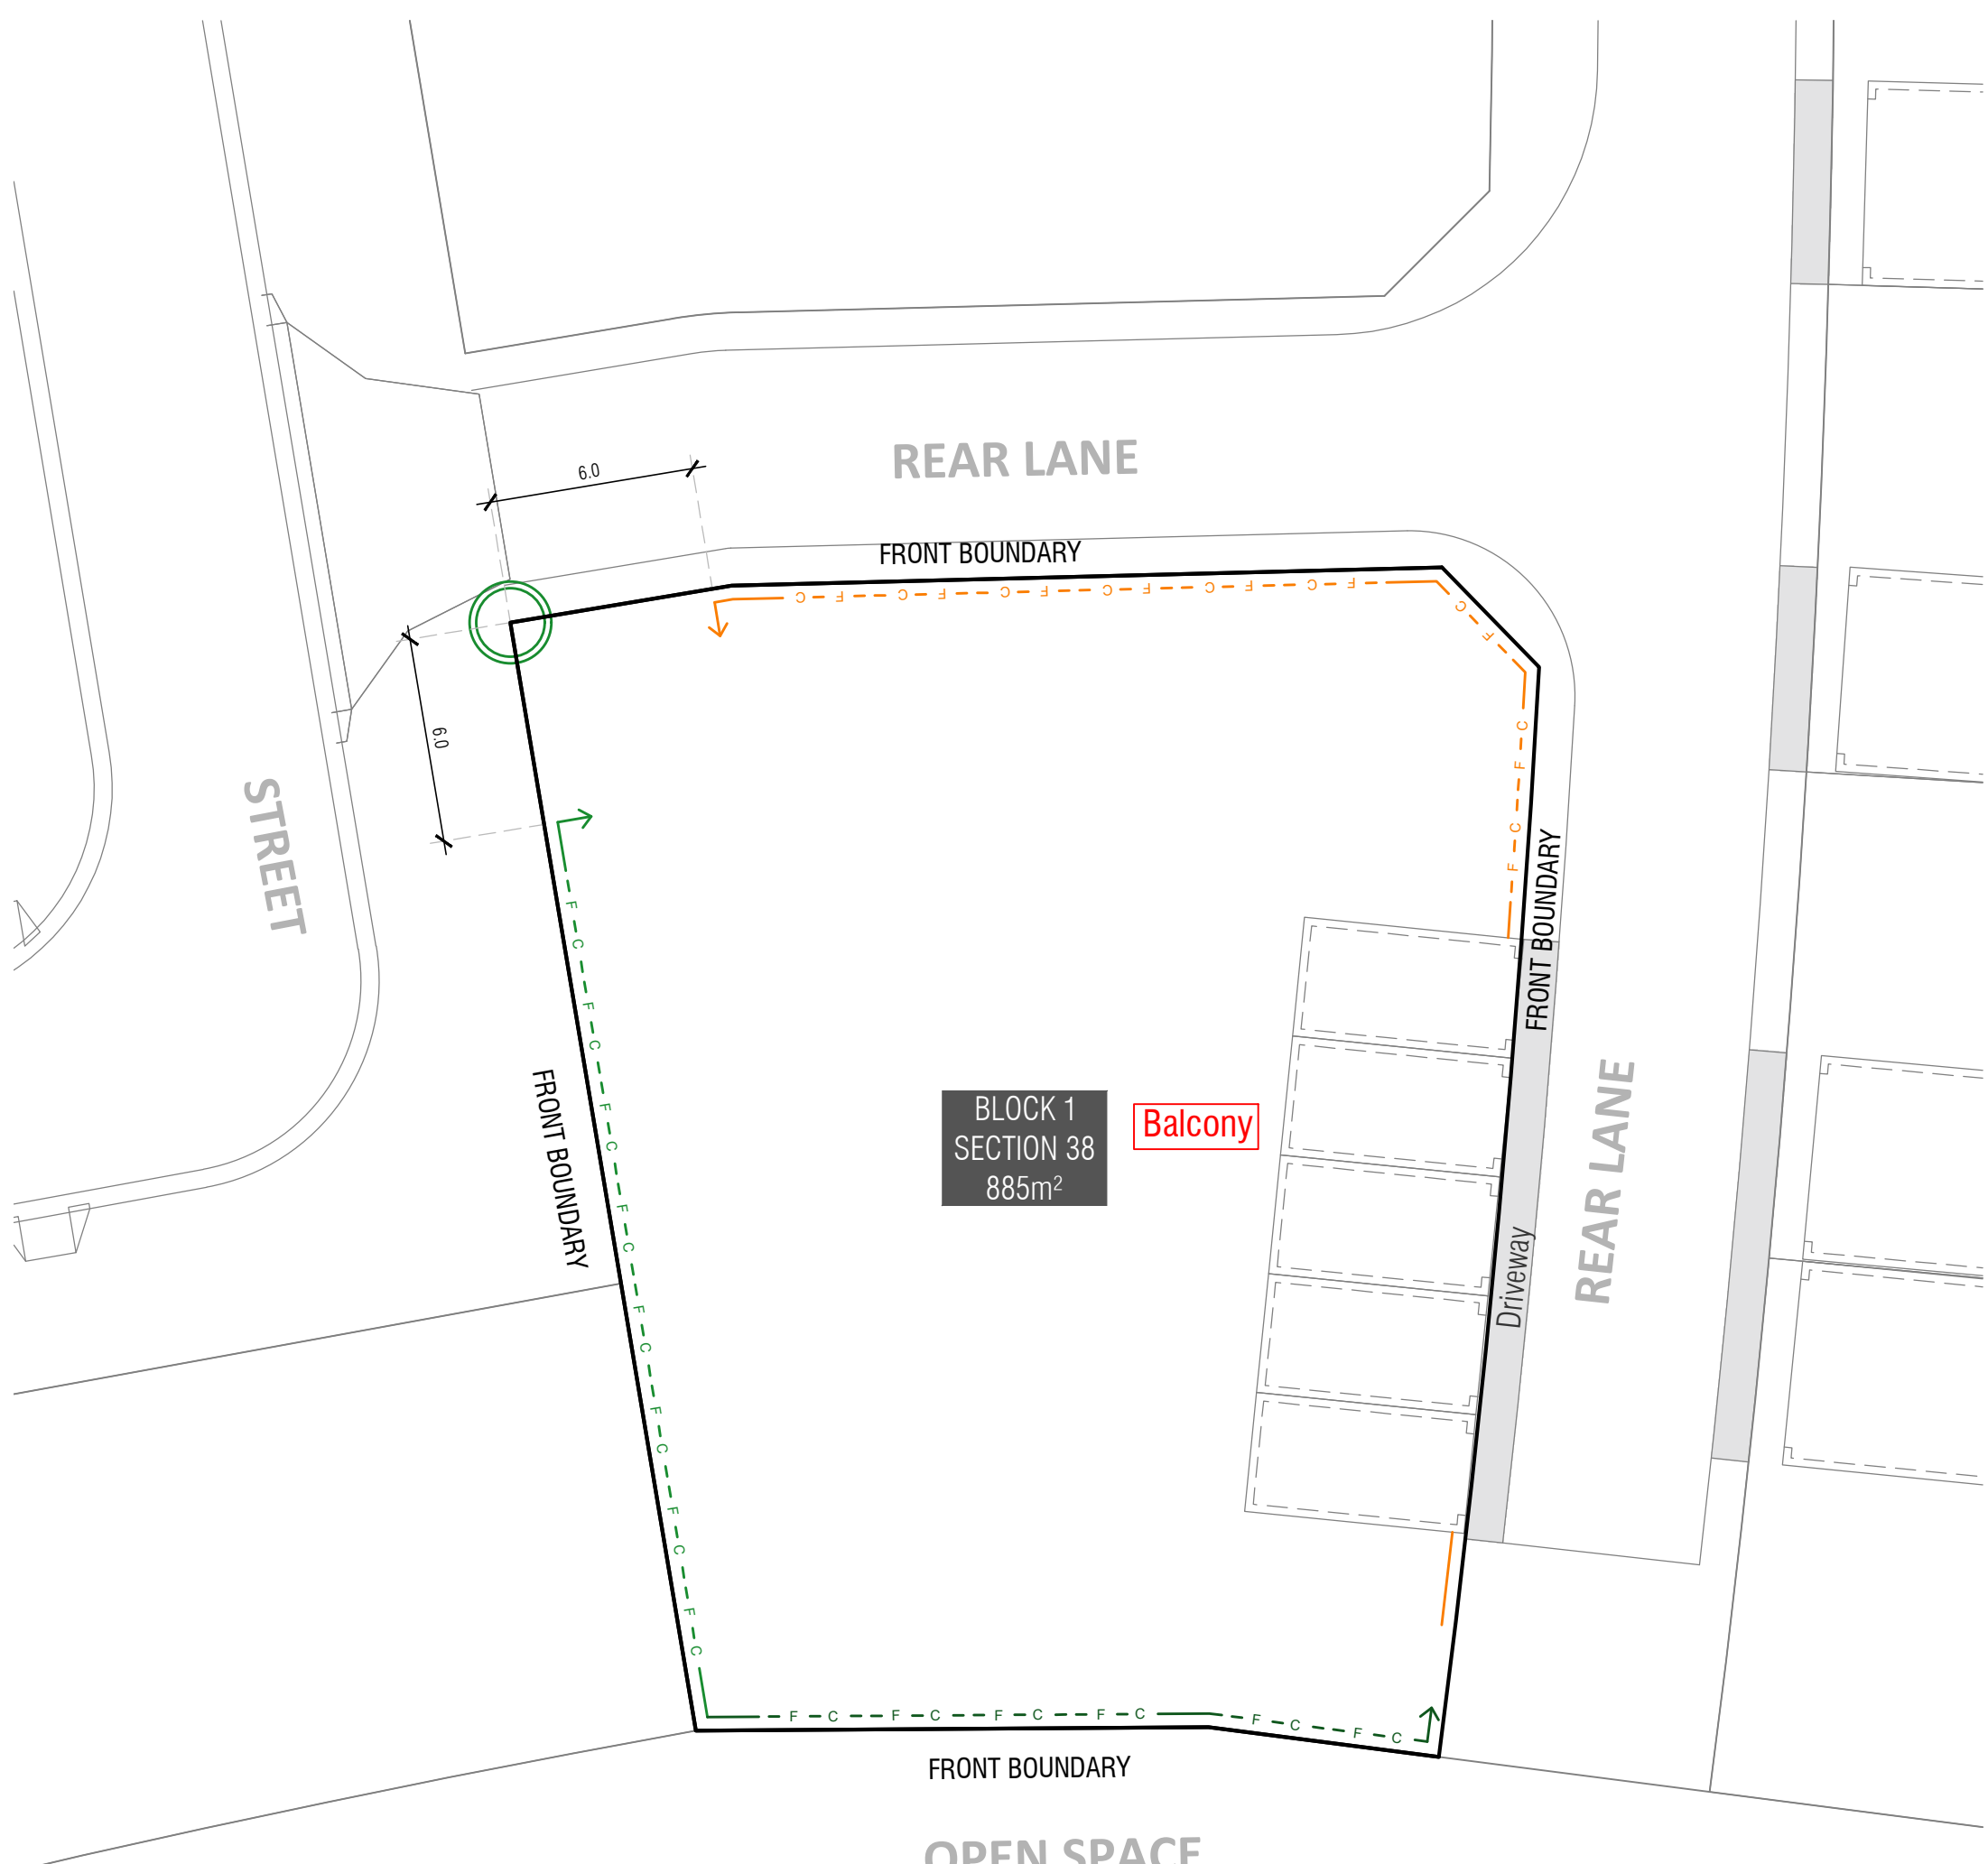 REAR LANE
6.0
FRONT BOUNDARY
F C F C F C F C F C F C
C F
6.0
C F C F
STREET
FRONT BOUNDARY
F C F C F C F C F C F C F C F C
FRONT BOUNDARY
BLOCK 1
SECTION 38
885m²
Balcony
REAR LANE
Driveway
F C F C F C F C F C F C
FRONT BOUNDARY
OPEN SPACE